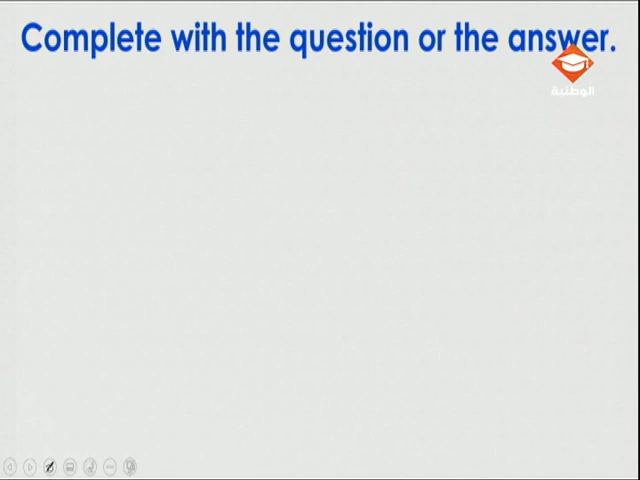 Complete with the question or the answer.
الوطنية